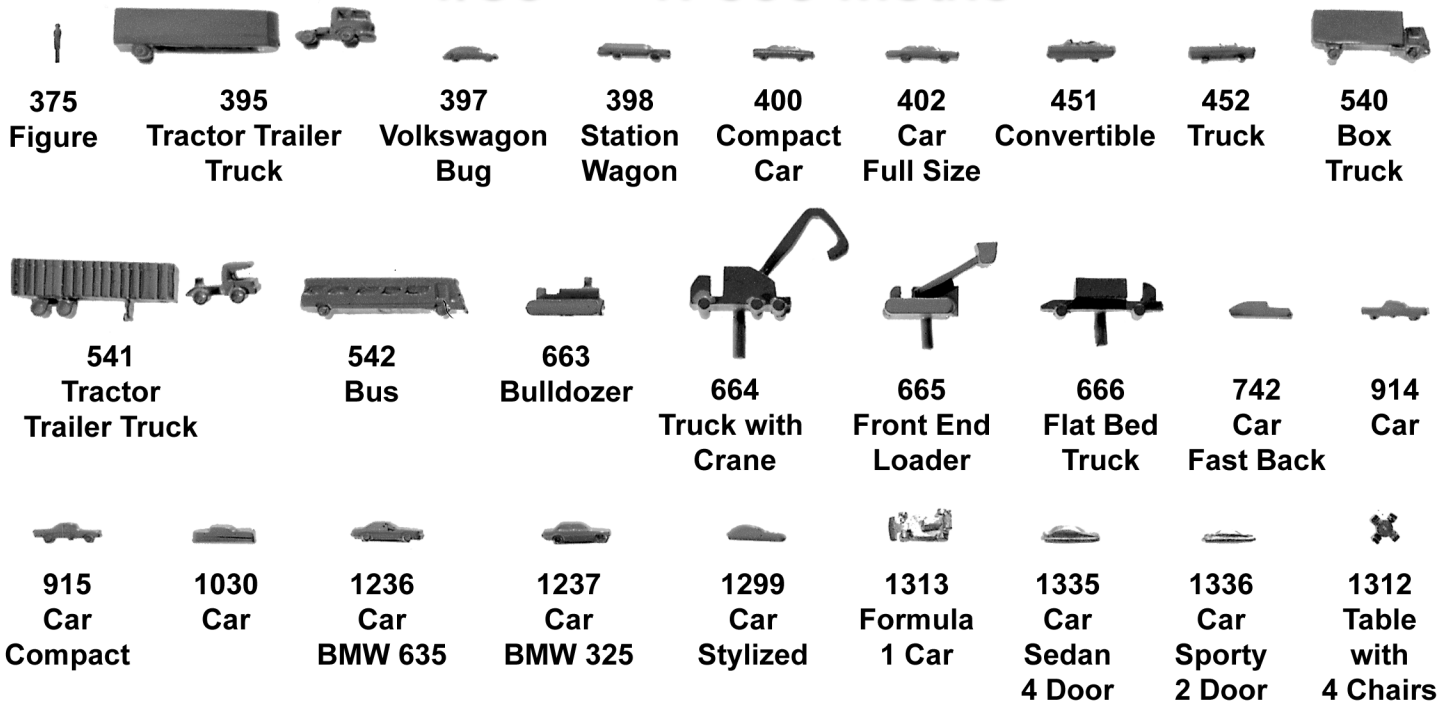 375
Figure
395
Tractor Trailer
Truck
397
Volkswagon
Bug
398
Station
Wagon
400
Compact
Car
402
Car
Full Size
451
Convertible
452
Truck
540
Box
Truck
541
Tractor
Trailer Truck
542
Bus
663
Bulldozer
664
Truck with
Crane
665
Front End
Loader
666
Flat Bed
Truck
742
Car
Fast Back
914
Car
915
Car
Compact
1030
Car
1236
Car
BMW 635
1237
Car
BMW 325
1299
Car
Stylized
1313
Formula
1 Car
1335
Car
Sedan
4 Door
1336
Car
Sporty
2 Door
1312
Table
with
4 Chairs